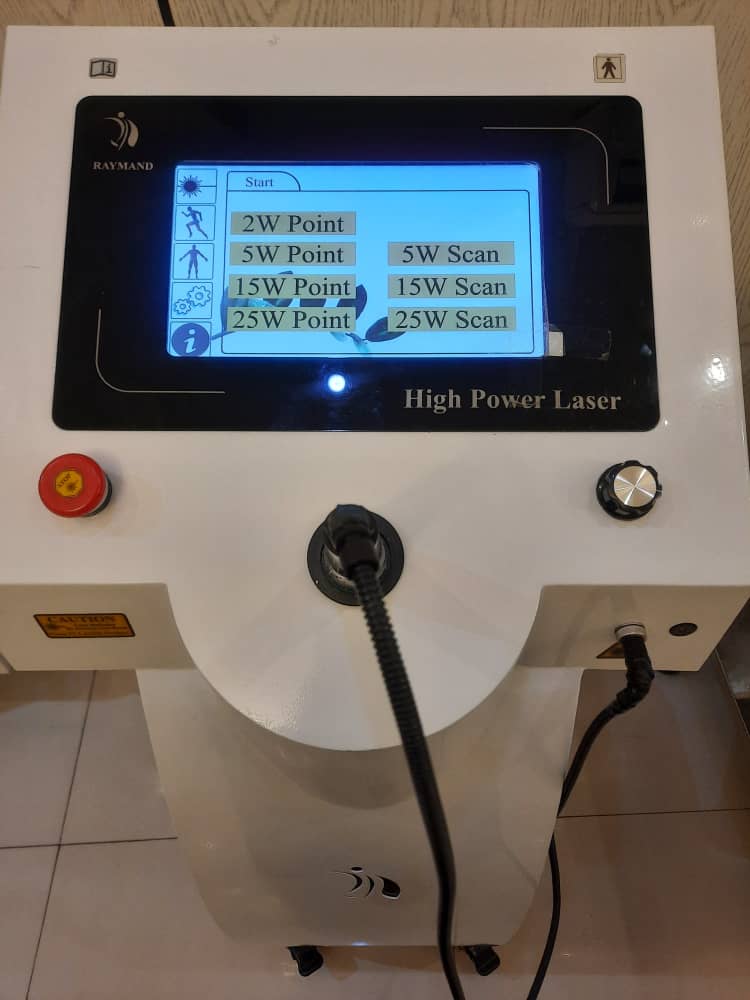 RAYMAND
Start
2W Point
5W Point
5W Scan
15W Point
15W Scan
25W Point
25W Scan
High Power Laser
STOP
CAUTION